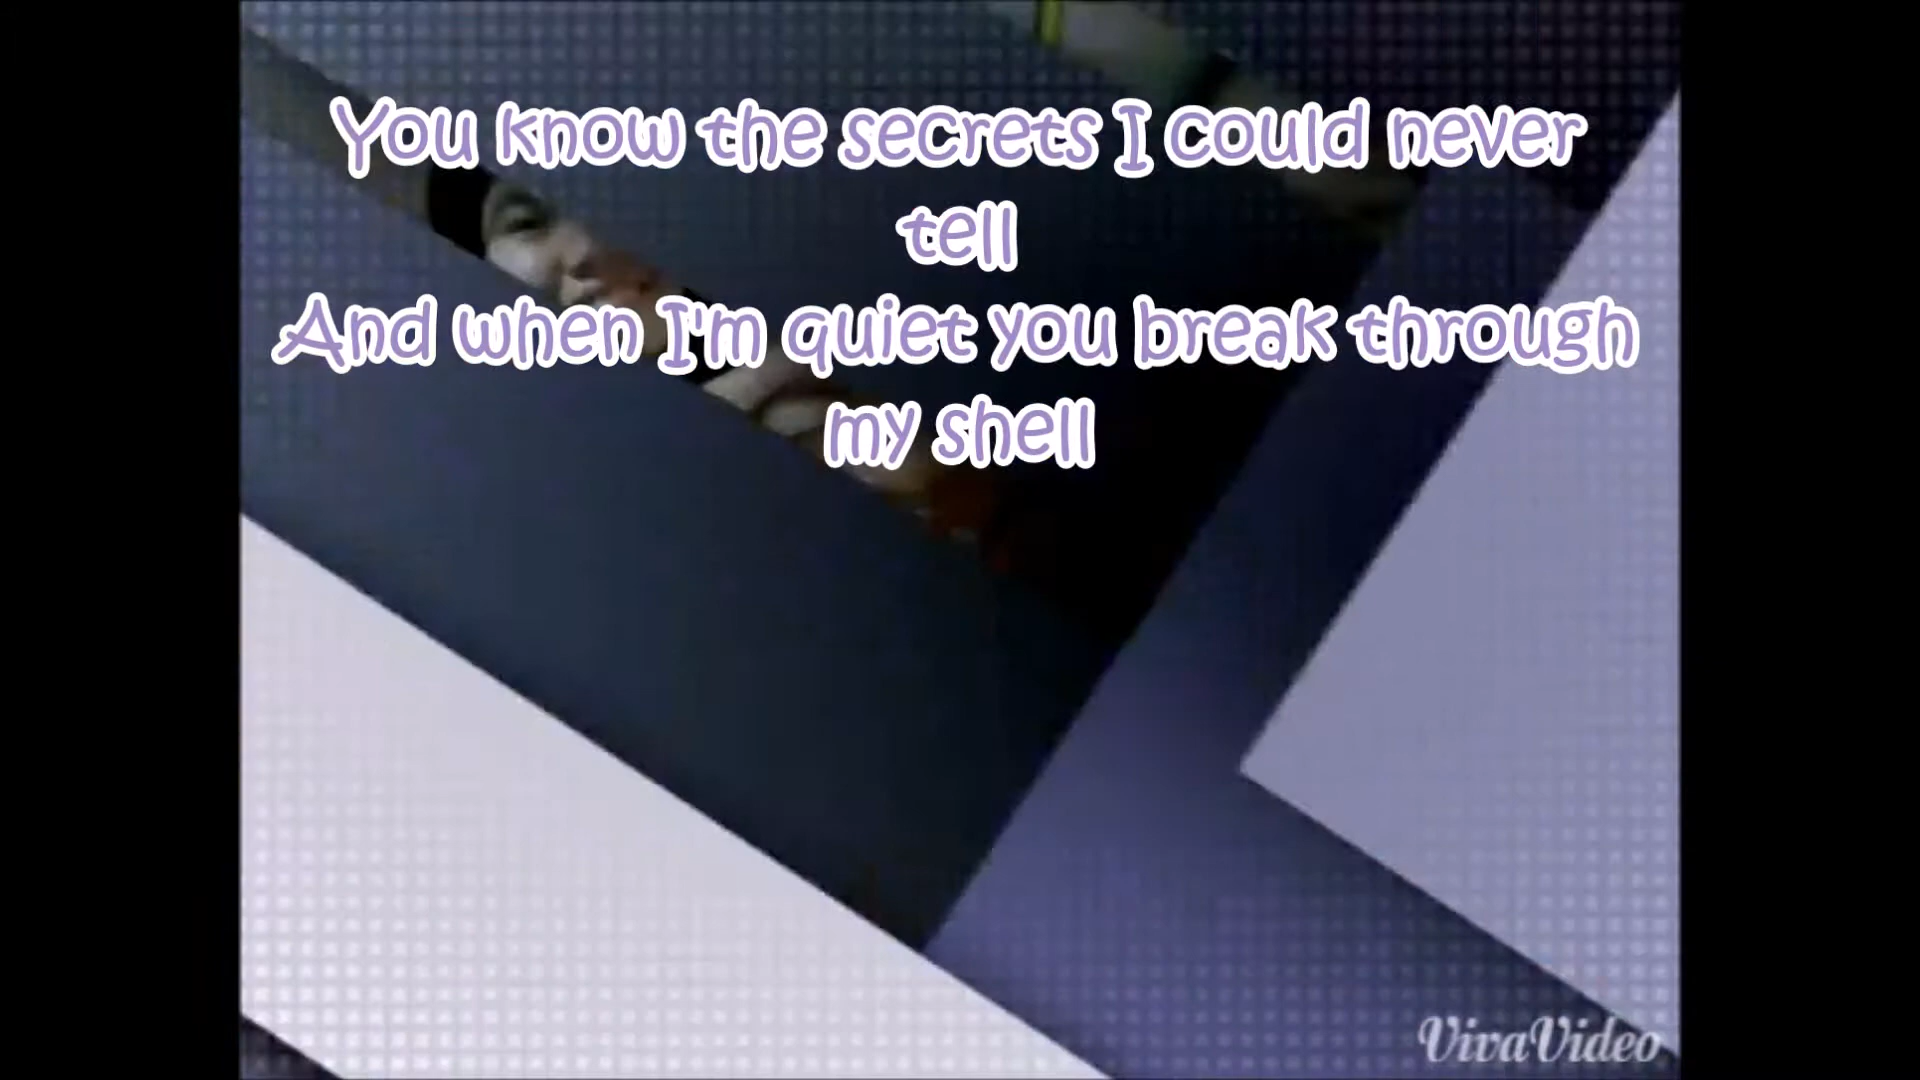 You know the secrets I could never
tell
And when I'm quiet you break through
my shell
VivaVideo